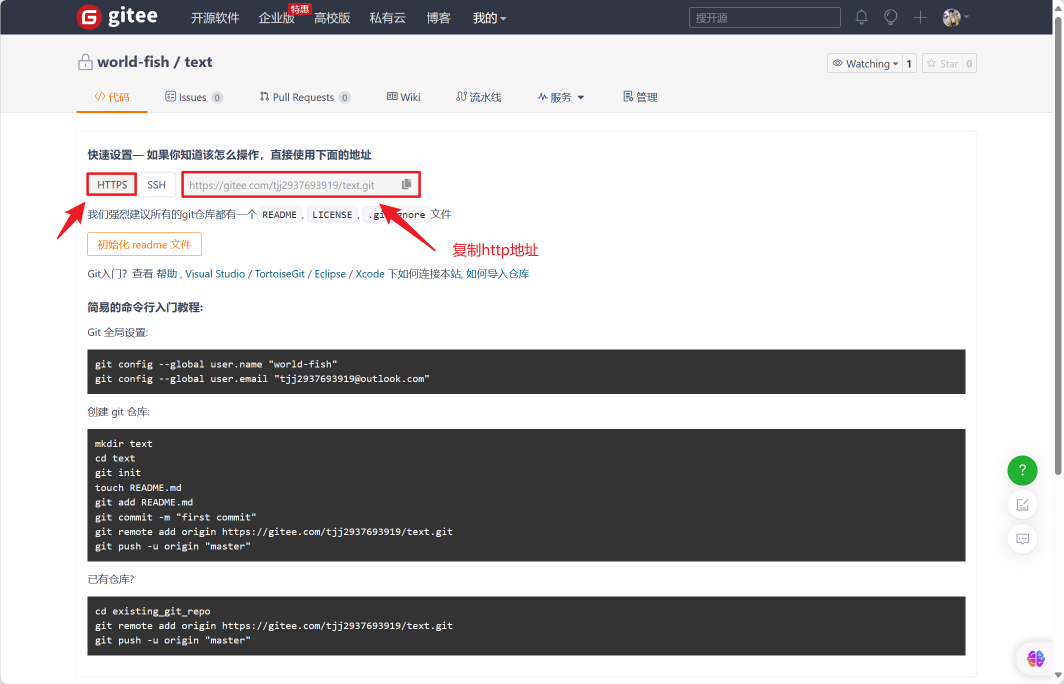 gitee 开源软件 企业版 特惠 高校版 私有云 博客 我的 搜开源
world-fish / text Watching 1 Star 0
代码 Issues 0 Pull Requests 0 Wiki 流水线 服务 管理
快速设置— 如果你知道该怎么操作，直接使用下面的地址
HTTPS SSH https://gitee.com/tjj2937693919/text.git
我们强烈建议所有的git仓库都有一个 README , LICENSE , 文件
初始化 readme 文件
复制http地址
Git入门？查看 帮助 , Visual Studio / TortoiseGit / Eclipse / Xcode 下如何连接本站, 如何导入仓库
简易的命令行入门教程:
Git 全局设置:
git config --global user.name "world-fish"
git config --global user.email "tjj2937693919@outlook.com"
创建 git 仓库:
mkdir text
cd text
git init
touch README.md
git add README.md
git commit -m "first commit"
git remote add origin https://gitee.com/tjj2937693919/text.git
git push -u origin "master"
已有仓库?
cd existing_git_repo
git remote add origin https://gitee.com/tjj2937693919/text.git
git push -u origin "master"